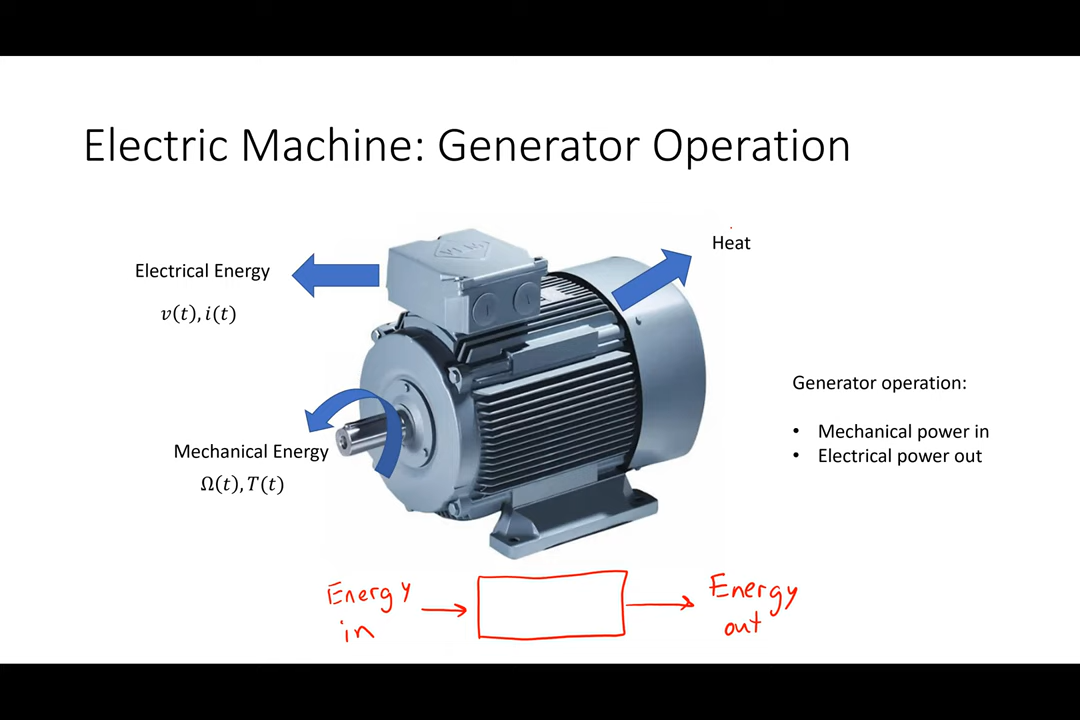 Electric Machine: Generator Operation
Heat
Electrical Energy
v(t), i(t)
Generator operation:
• Mechanical power in
• Electrical power out
Mechanical Energy
Ω(t), T(t)
Energy
in
Energy
out